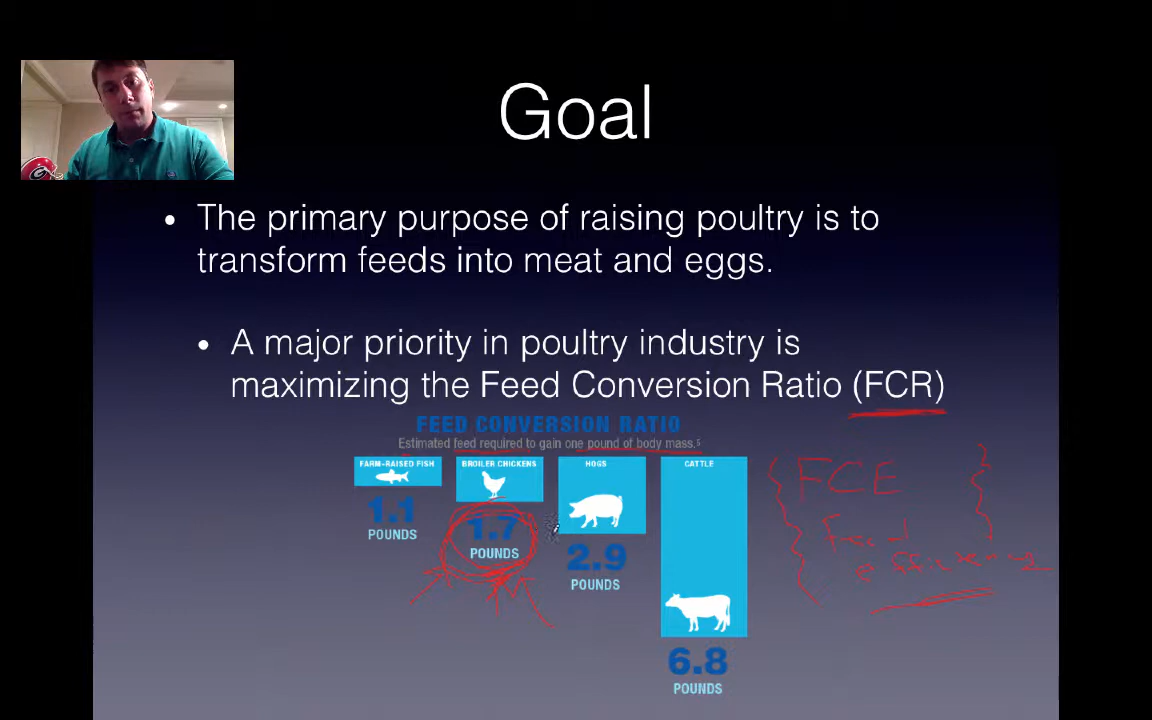 Goal
• The primary purpose of raising poultry is to
transform feeds into meat and eggs.
• A major priority in poultry industry is
maximizing the Feed Conversion Ratio (FCR)
FEED CONVERSION RATIO
Estimated feed required to gain one pound of body mass.⁵
FARM-RAISED FISH
1.1
POUNDS
BROILER CHICKENS
1.7
POUNDS
HOGS
2.9
POUNDS
CATTLE
6.8
POUNDS
FCE
Feed
G